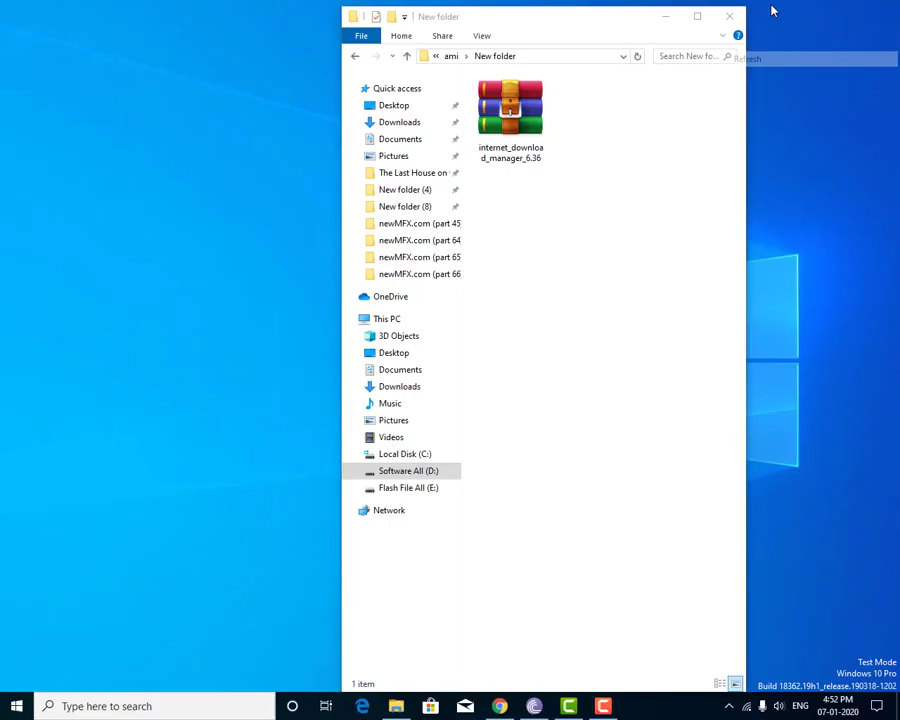 New folder
File
Home
Share
View
Refresh
« ami › New folder
Search New fo...
Quick access
Desktop
Downloads
Documents
Pictures
The Last House on
New folder (4)
New folder (8)
newMFX.com (part 45
newMFX.com (part 64
newMFX.com (part 65
newMFX.com (part 66
OneDrive
This PC
3D Objects
Desktop
Documents
Downloads
Music
Pictures
Videos
Local Disk (C:)
Software All (D:)
Flash File All (E:)
Network
internet_downloa
d_manager_6.36
1 item
Test Mode
Windows 10 Pro
Build 18362.19h1_release.190318-1202
Type here to search
ENG
4:52 PM
07-01-2020